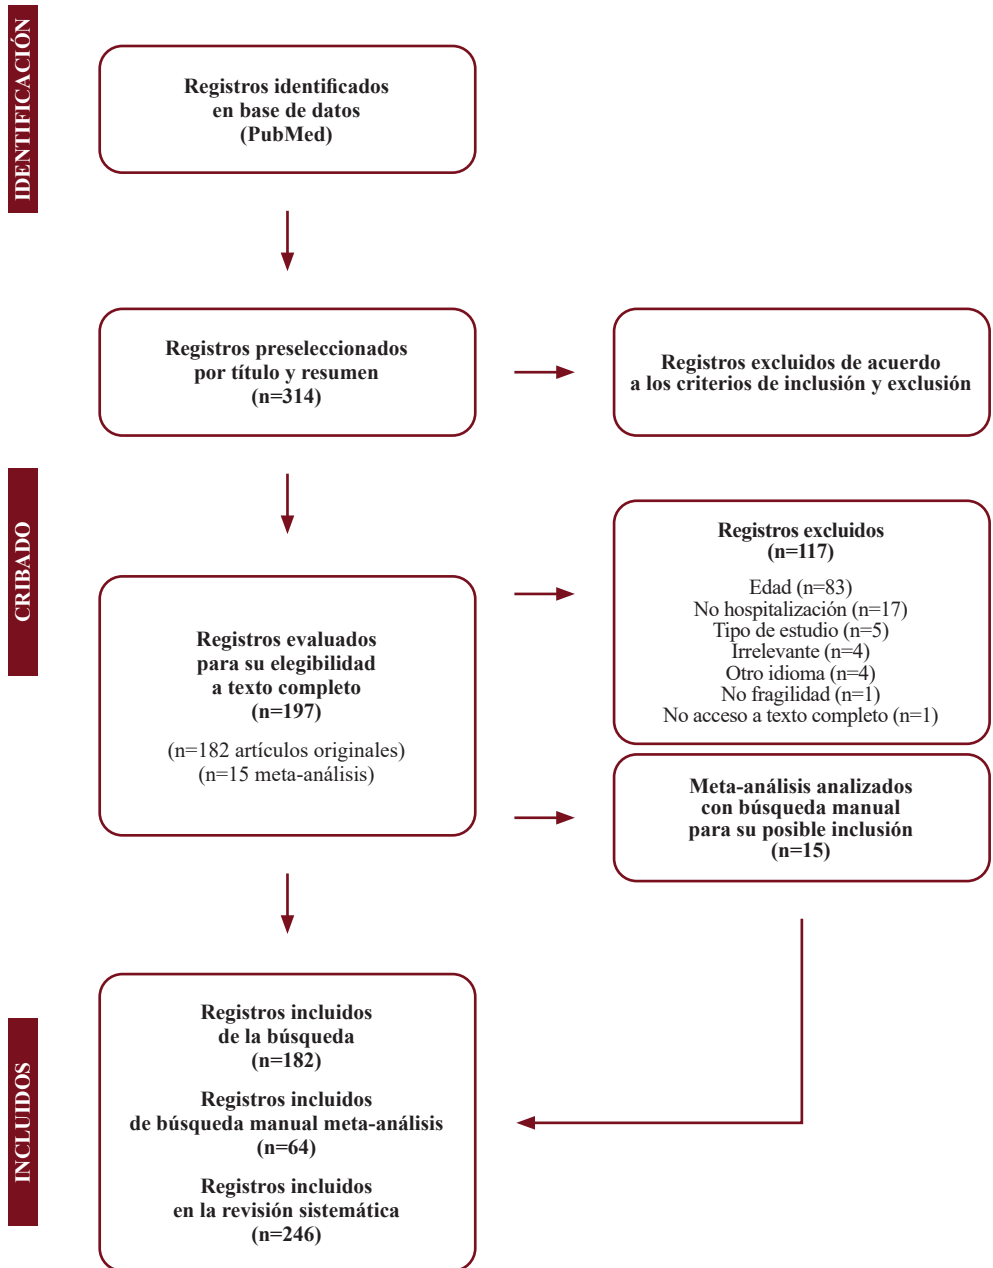 IDENTIFICACIÓN
Registros identificados
en base de datos
(PubMed)
Registros preseleccionados
por título y resumen
(n=314)
Registros excluidos de acuerdo
a los criterios de inclusión y exclusión
CRIBADO
Registros evaluados
para su elegibilidad
a texto completo
(n=197)
(n=182 artículos originales)
(n=15 meta-análisis)
Registros excluidos
(n=117)
Edad (n=83)
No hospitalización (n=17)
Tipo de estudio (n=5)
Irrelevante (n=4)
Otro idioma (n=4)
No fragilidad (n=1)
No acceso a texto completo (n=1)
Meta-análisis analizados
con búsqueda manual
para su posible inclusión
(n=15)
INCLUIDOS
Registros incluidos
de la búsqueda
(n=182)
Registros incluidos
de búsqueda manual meta-análisis
(n=64)
Registros incluidos
en la revisión sistemática
(n=246)